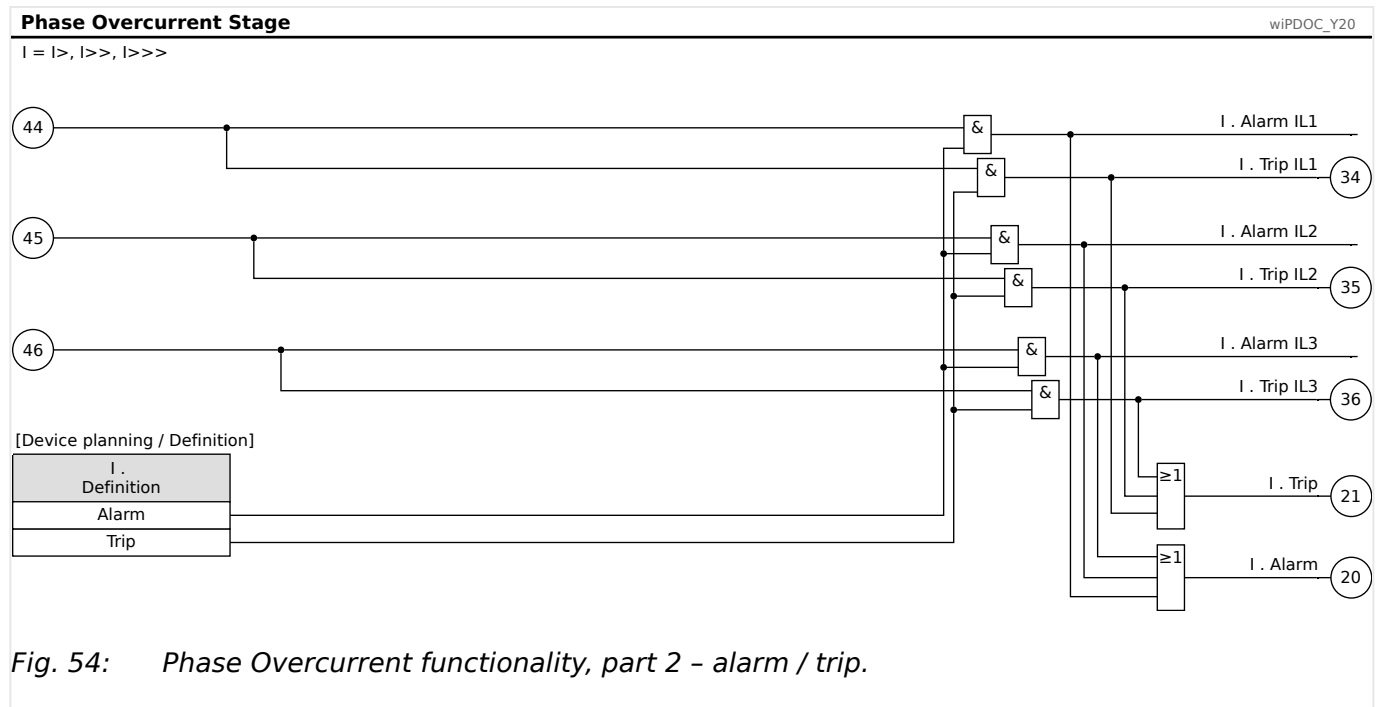 Phase Overcurrent Stage
wiPDOC_Y20
I = I>, I>>, I>>>
44
&
I . Alarm IL1
&
I . Trip IL1
34
45
&
I . Alarm IL2
&
I . Trip IL2
35
46
&
I . Alarm IL3
&
I . Trip IL3
36
[Device planning / Definition]
I .
Definition
Alarm
Trip
≥1
I . Trip
21
≥1
I . Alarm
20
Fig. 54: Phase Overcurrent functionality, part 2 – alarm / trip.